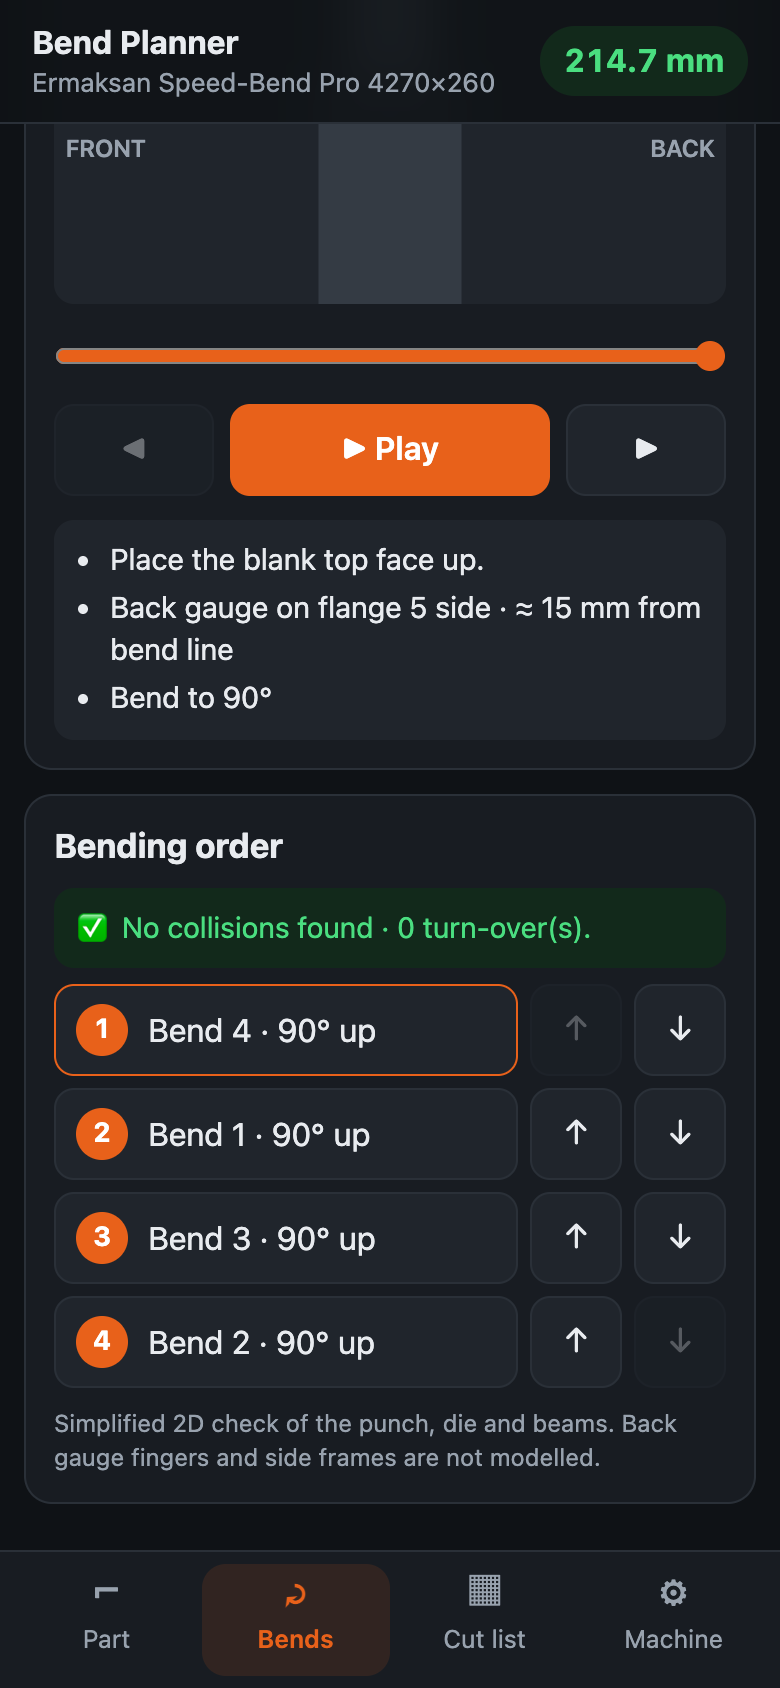 Bend Planner
Ermaksan Speed-Bend Pro 4270×260
214.7 mm
FRONT
BACK
◀
▶ Play
▶
• Place the blank top face up.
• Back gauge on flange 5 side · ≈ 15 mm from
bend line
• Bend to 90°
Bending order
✅ No collisions found · 0 turn-over(s).
1 Bend 4 · 90° up ↑ ↓
2 Bend 1 · 90° up ↑ ↓
3 Bend 3 · 90° up ↑ ↓
4 Bend 2 · 90° up ↑ ↓
Simplified 2D check of the punch, die and beams. Back
gauge fingers and side frames are not modelled.
Part
Bends
Cut list
Machine